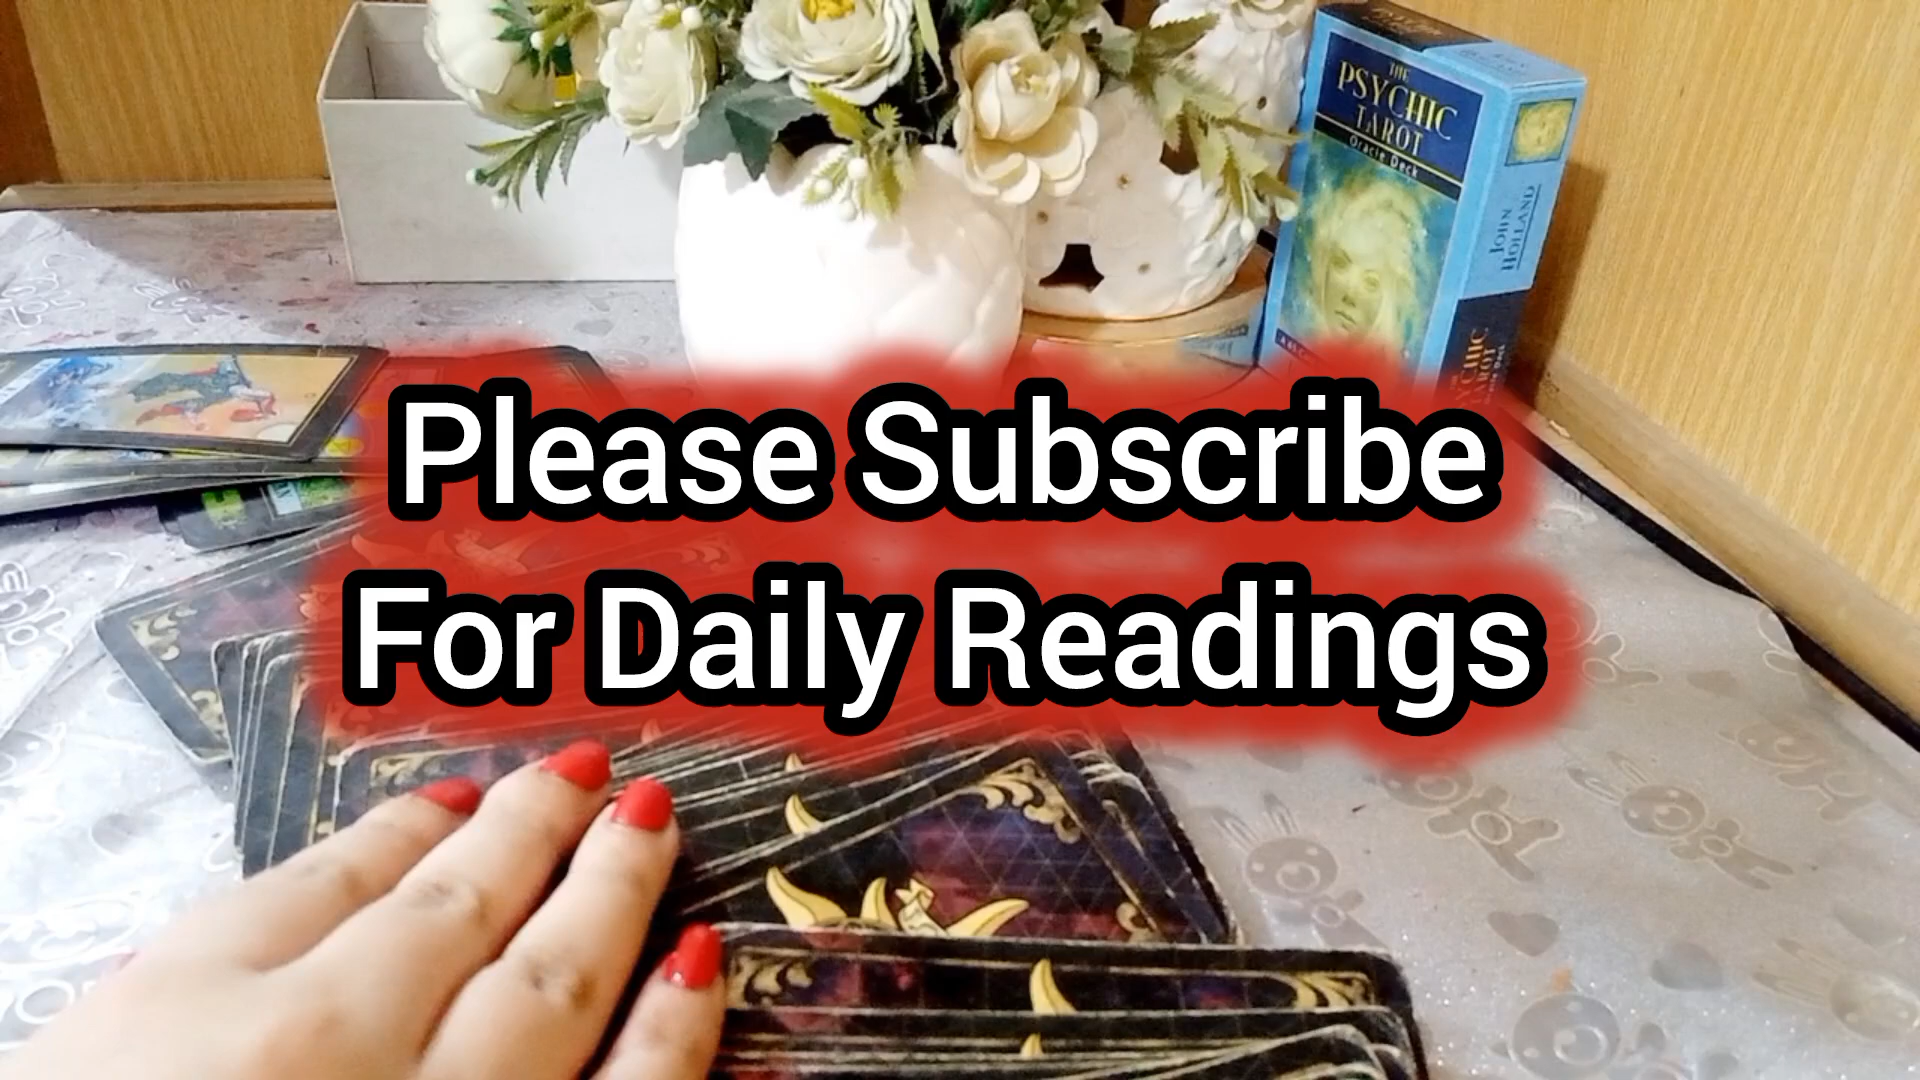 THE
PSYCHIC
TAROT
Oracle Deck
JOHN
HOLLAND
Please Subscribe
For Daily Readings